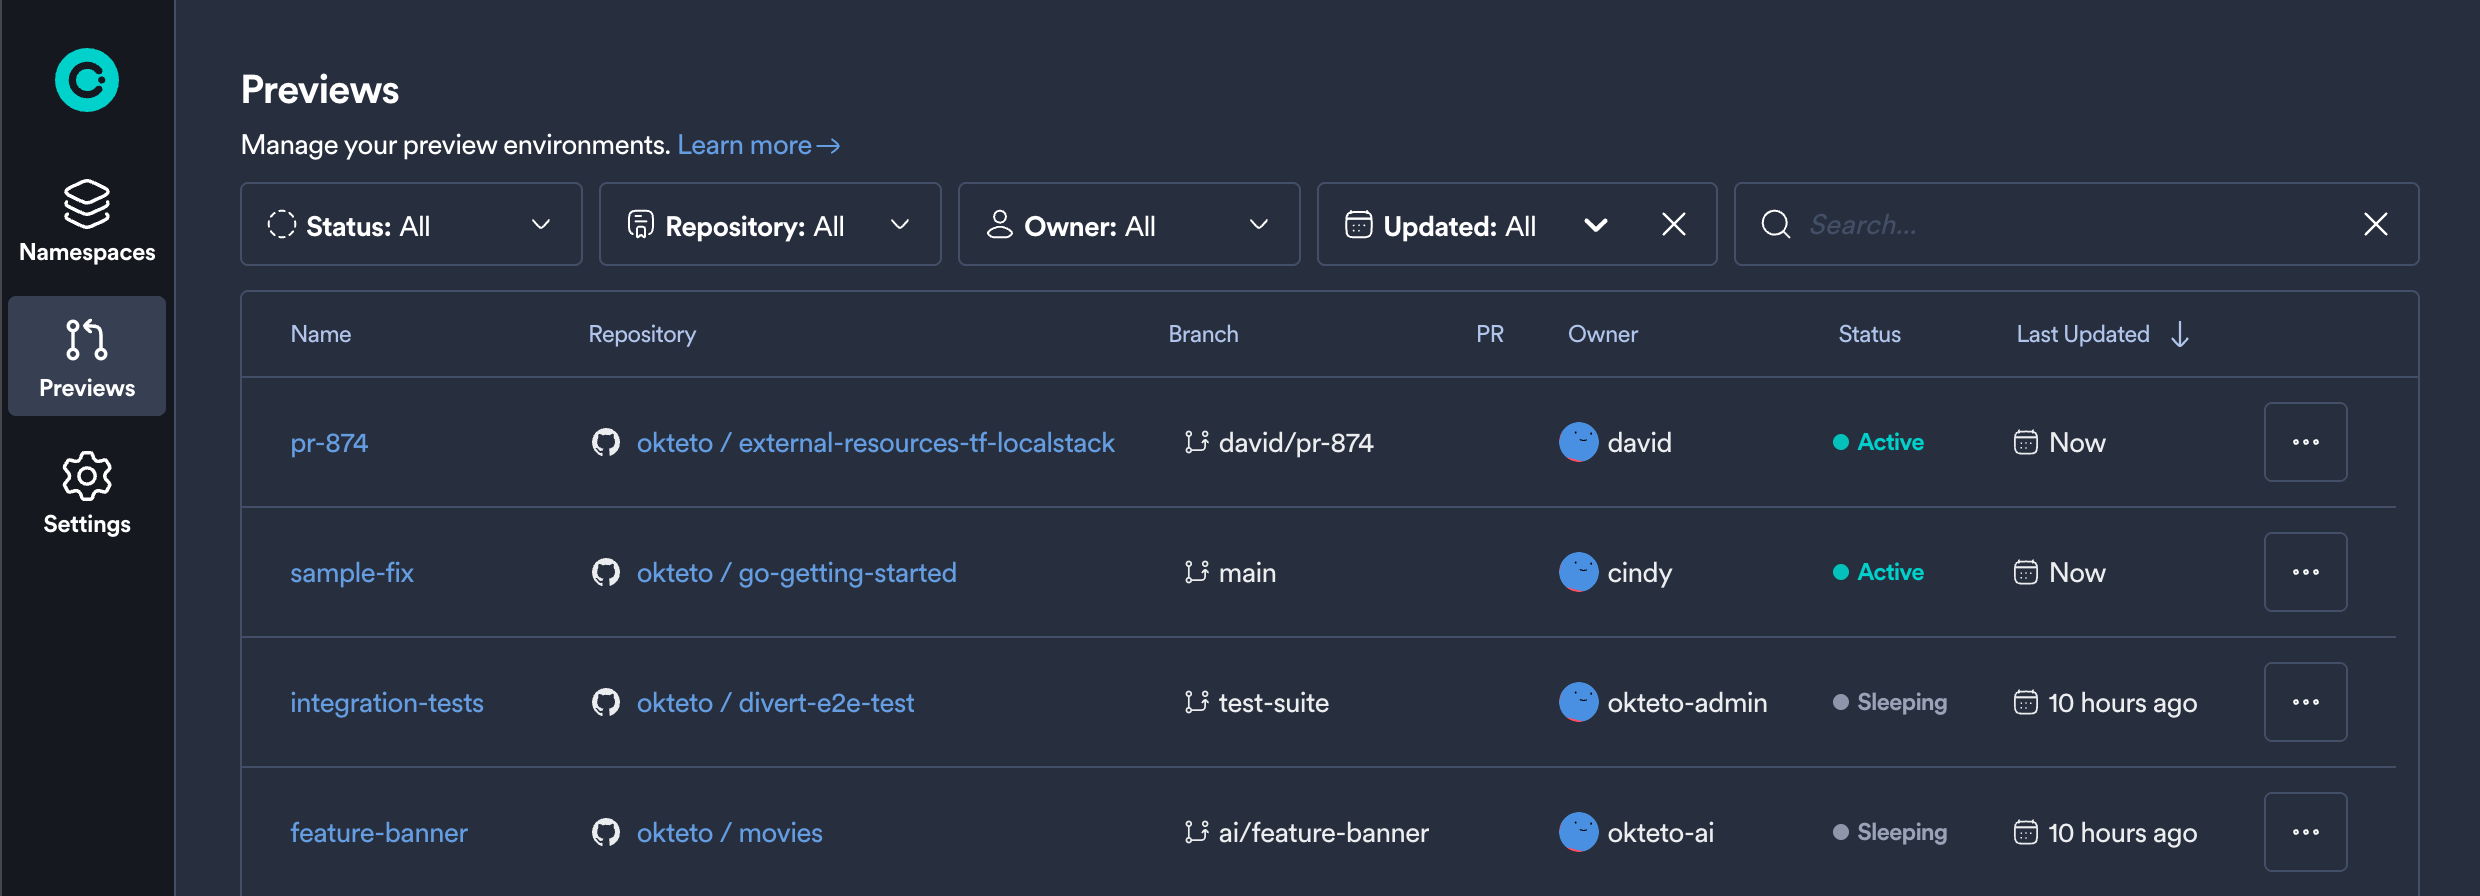 Previews
Manage your preview environments. Learn more→
Namespaces
Previews
Settings
Status: All
Repository: All
Owner: All
Updated: All
Search...
Name Repository Branch PR Owner Status Last Updated ↓
pr-874 okteto / external-resources-tf-localstack david/pr-874 david Active Now
sample-fix okteto / go-getting-started main cindy Active Now
integration-tests okteto / divert-e2e-test test-suite okteto-admin Sleeping 10 hours ago
feature-banner okteto / movies ai/feature-banner okteto-ai Sleeping 10 hours ago